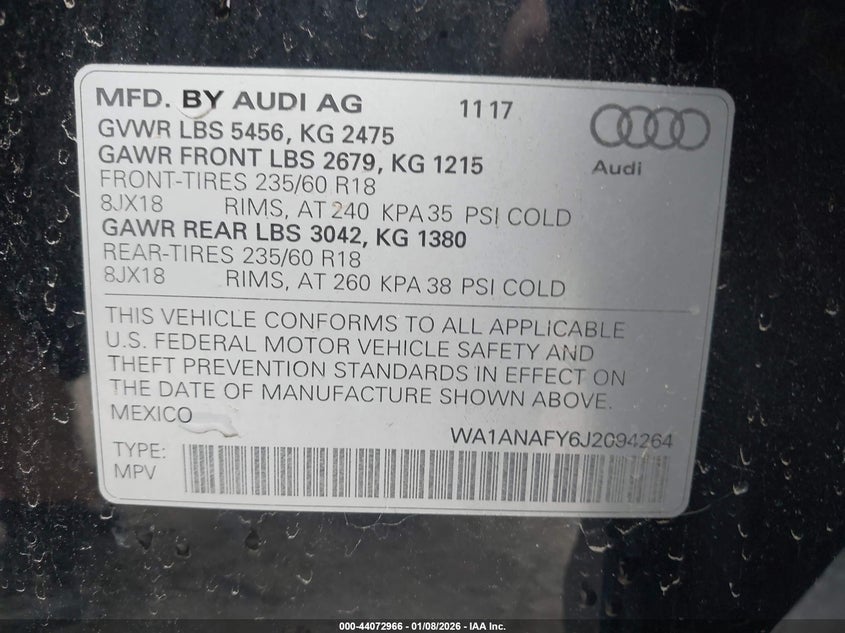 MFD. BY AUDI AG 11 17
GVWR LBS 5456, KG 2475
GAWR FRONT LBS 2679, KG 1215
Audi
FRONT-TIRES 235/60 R18
8JX18 RIMS, AT 240 KPA 35 PSI COLD
GAWR REAR LBS 3042, KG 1380
REAR-TIRES 235/60 R18
8JX18 RIMS, AT 260 KPA 38 PSI COLD
THIS VEHICLE CONFORMS TO ALL APPLICABLE
U.S. FEDERAL MOTOR VEHICLE SAFETY AND
THEFT PREVENTION STANDARDS IN EFFECT ON
THE DATE OF MANUFACTURE SHOWN ABOVE.
MEXICO
WA1ANAFY6J2094264
TYPE:
MPV
000-44072966 - 01/08/2026 - IAA Inc.